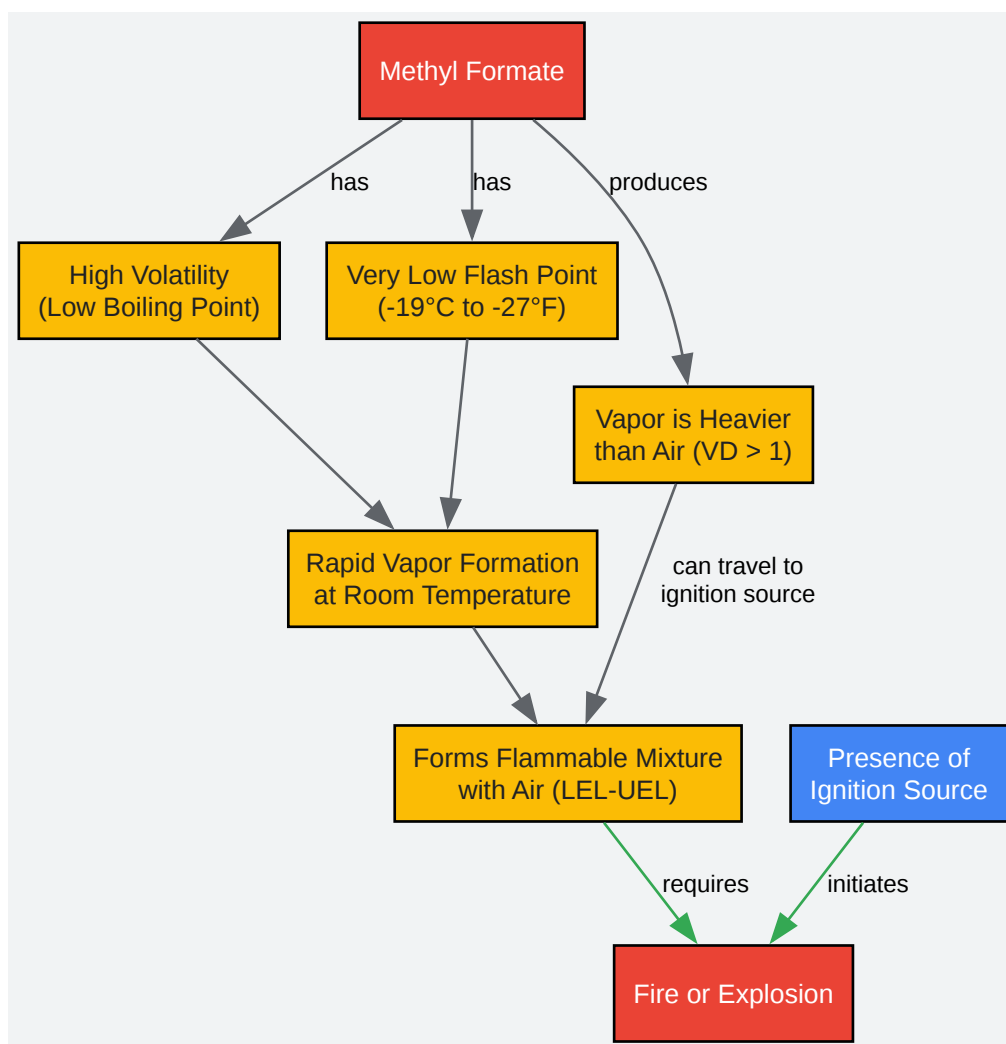 Methyl Formate
has
has
produces
High Volatility
(Low Boiling Point)
Very Low Flash Point
(-19°C to -27°F)
Vapor is Heavier
than Air (VD > 1)
Rapid Vapor Formation
at Room Temperature
can travel to
ignition source
Forms Flammable Mixture
with Air (LEL-UEL)
Presence of
Ignition Source
requires
initiates
Fire or Explosion